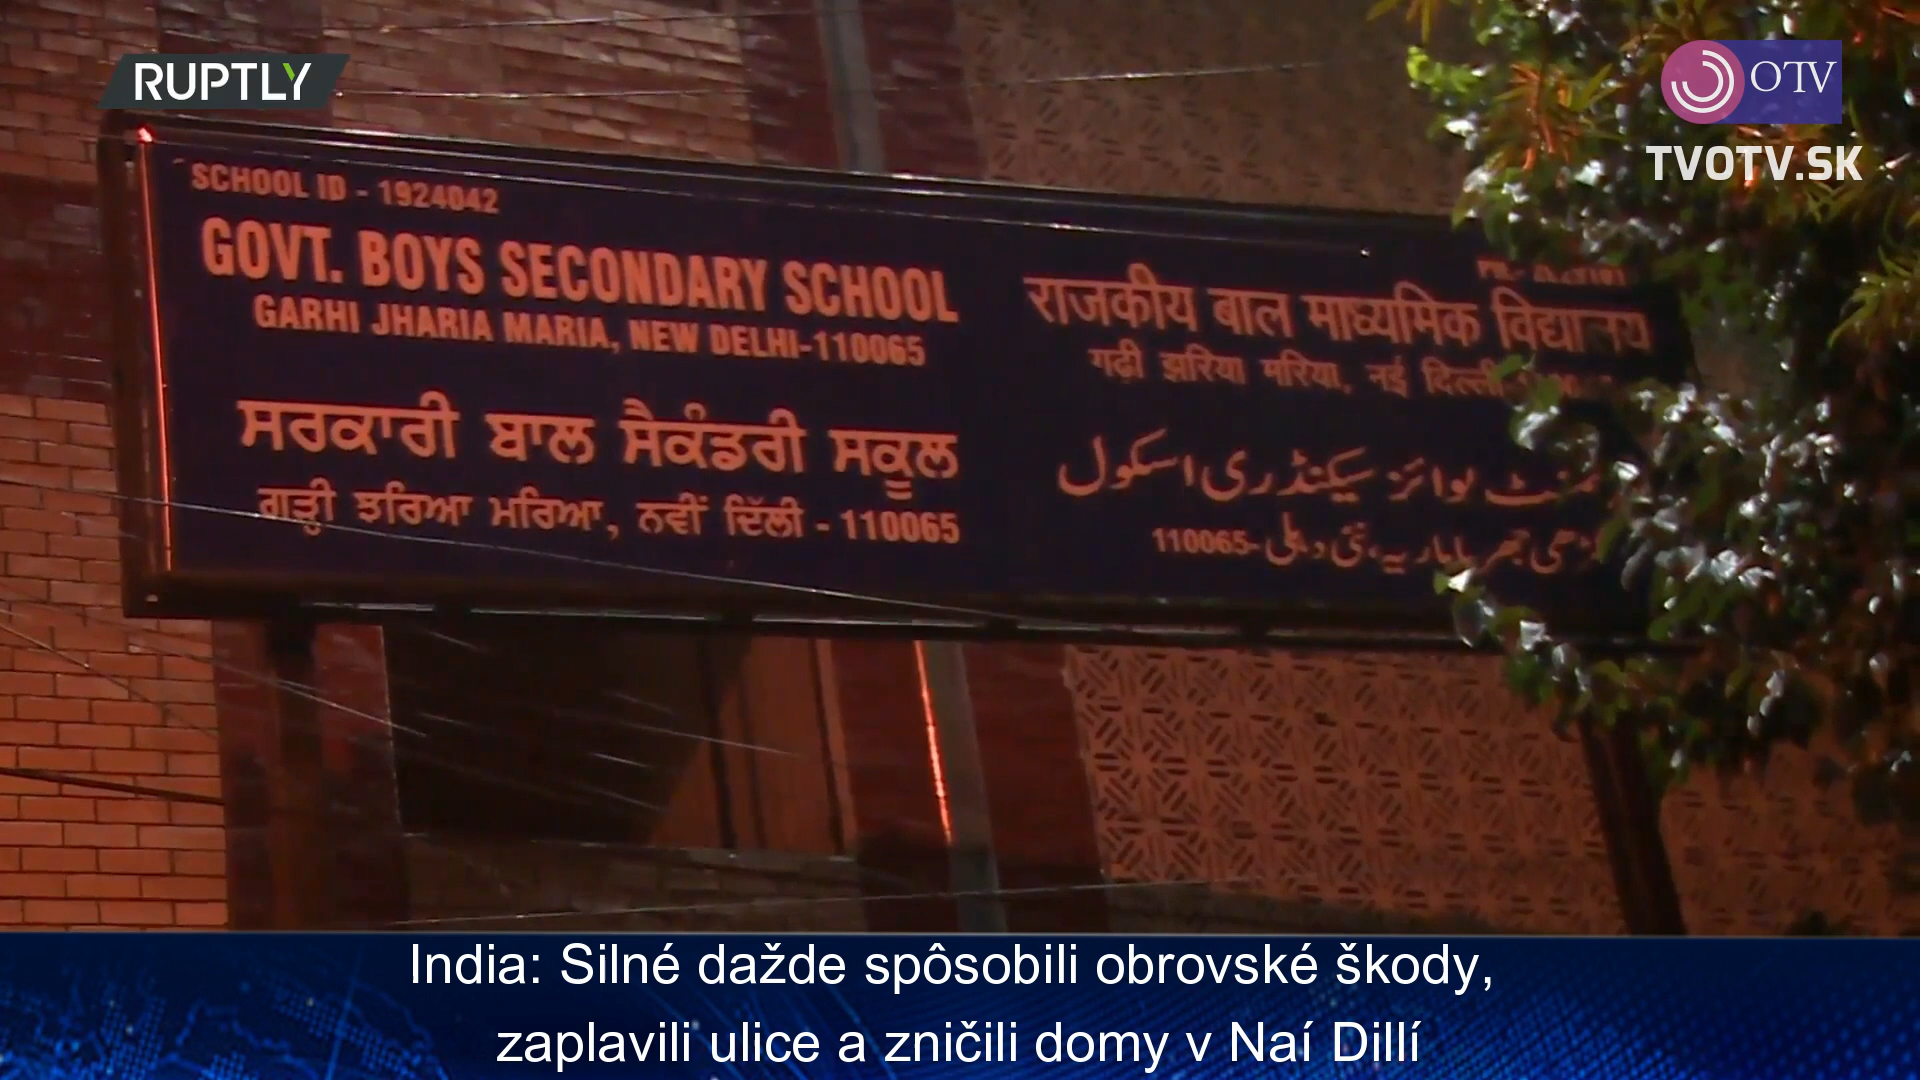 RUPTLY
OTV
TVOTV.SK
SCHOOL ID - 1924042
GOVT. BOYS SECONDARY SCHOOL
GARHI JHARIA MARIA, NEW DELHI-110065
ਸਰਕਾਰੀ ਬਾਲ ਸੈਕੰਡਰੀ ਸਕੂਲ
ਗੜ੍ਹੀ ਝਰਿਆ ਮਰਿਆ, ਨਵੀਂ ਦਿੱਲੀ - 110065
राजकीय बाल माध्यमिक विद्यालय
गढ़ी झरिया मरिया, नई दिल्ली
بوائز سیکنڈری اسکول
نئی دہلی-110065
India: Silné dažde spôsobili obrovské škody,
zaplavili ulice a zničili domy v Naí Dillí